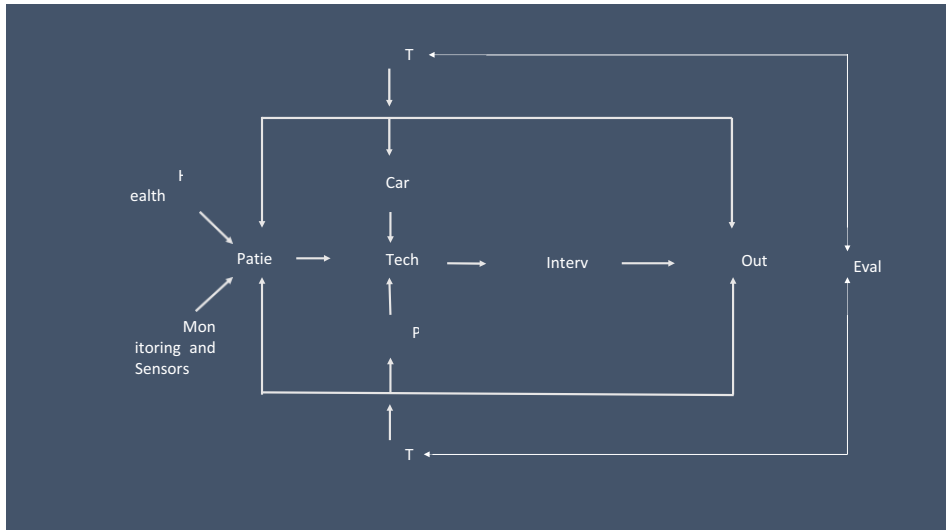 T
Car
H
ealth
Patie
Tech
Interv
Out
Eval
P
Mon
itoring and
Sensors
T